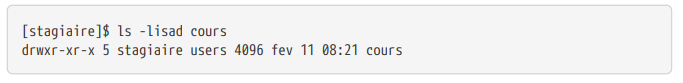 [stagiaire]$ ls -lisad cours
drwxr-xr-x 5 stagiaire users 4096 fev 11 08:21 cours